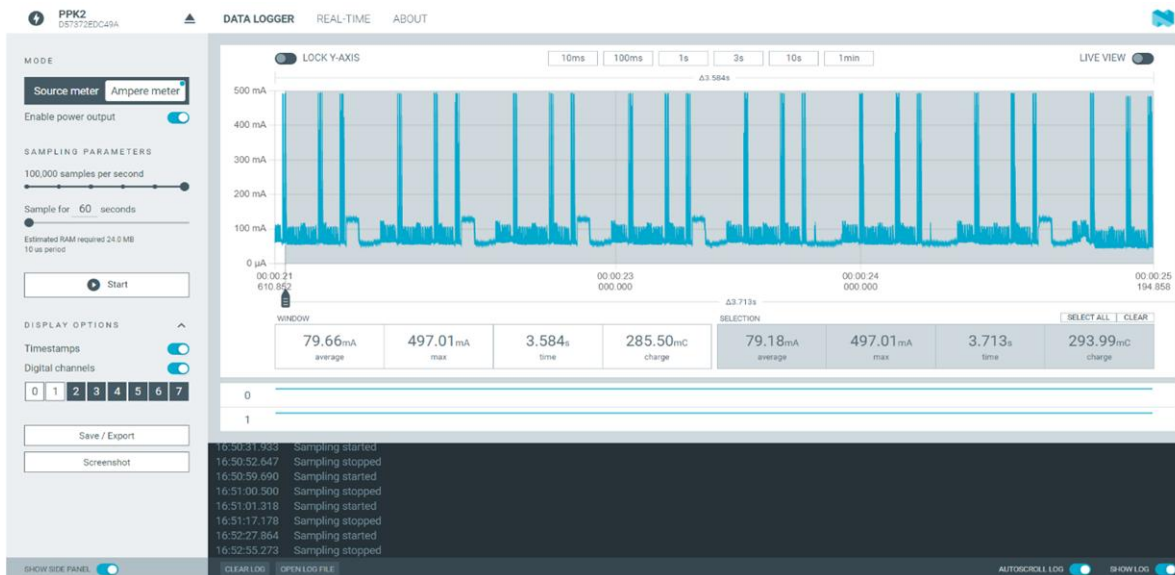 PPK2
D57372EDC49A
DATA LOGGER REAL-TIME ABOUT
MODE
Source meter Ampere meter
Enable power output
SAMPLING PARAMETERS
100,000 samples per second
Sample for 60 seconds
Estimated RAM required 24.0 MB
10 us period
Start
DISPLAY OPTIONS
Timestamps
Digital channels
0 1 2 3 4 5 6 7
Save / Export
Screenshot
SHOW SIDE PANEL
LOCK Y-AXIS 10ms 100ms 1s 3s 10s 1min LIVE VIEW
Δ3.584s
500 mA
400 mA
300 mA
200 mA
100 mA
0 µA
00:00:21 00:00:23 00:00:24 00:00:25
610.852 000.000 000.000 194.858
Δ3.713s
WINDOW SELECTION SELECT ALL CLEAR
79.66mA 497.01mA 3.584s 285.50mC 79.18mA 497.01mA 3.713s 293.99mC
average max time charge average max time charge
0
1
16:50:31.933 Sampling started
16:50:52.647 Sampling stopped
16:50:59.690 Sampling started
16:51:00.500 Sampling stopped
16:51:01.318 Sampling started
16:51:17.178 Sampling stopped
16:52:27.864 Sampling started
16:52:55.273 Sampling stopped
CLEAR LOG OPEN LOG FILE AUTOSCROLL LOG SHOW LOG